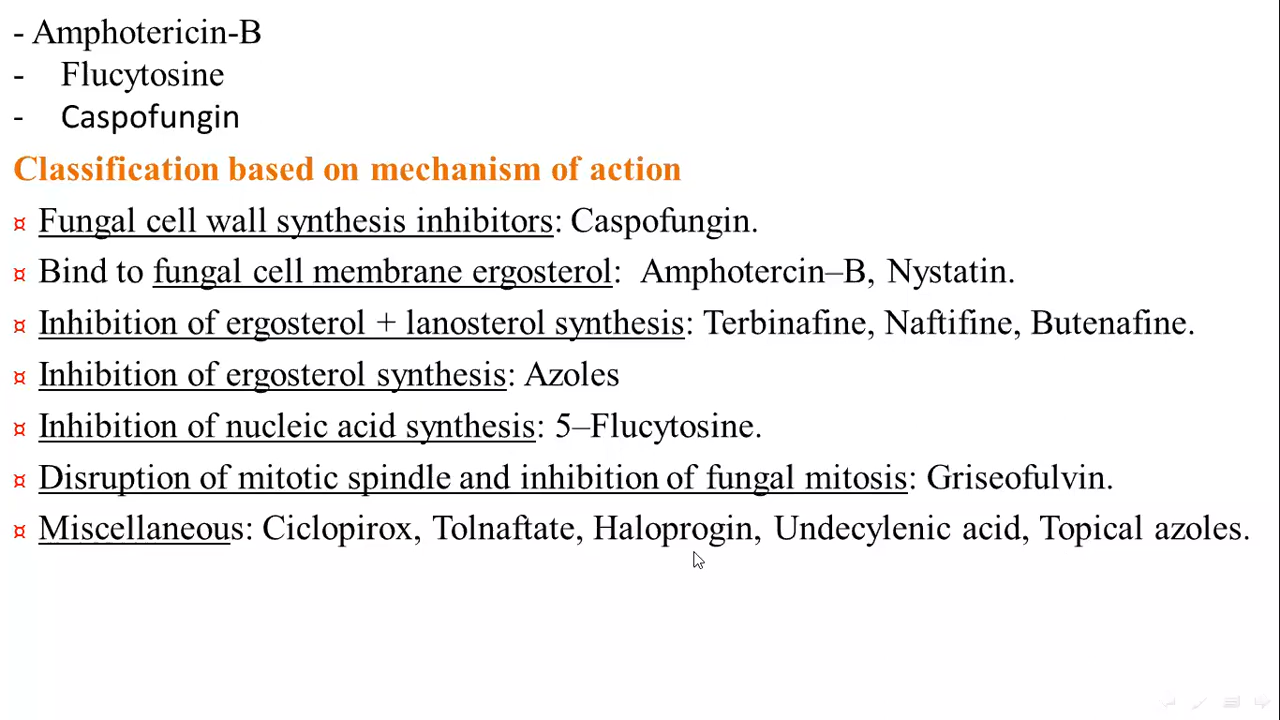 - Amphotericin-B
- Flucytosine
- Caspofungin
Classification based on mechanism of action
¤ Fungal cell wall synthesis inhibitors: Caspofungin.
¤ Bind to fungal cell membrane ergosterol: Amphotercin–B, Nystatin.
¤ Inhibition of ergosterol + lanosterol synthesis: Terbinafine, Naftifine, Butenafine.
¤ Inhibition of ergosterol synthesis: Azoles
¤ Inhibition of nucleic acid synthesis: 5–Flucytosine.
¤ Disruption of mitotic spindle and inhibition of fungal mitosis: Griseofulvin.
¤ Miscellaneous: Ciclopirox, Tolnaftate, Haloprogin, Undecylenic acid, Topical azoles.